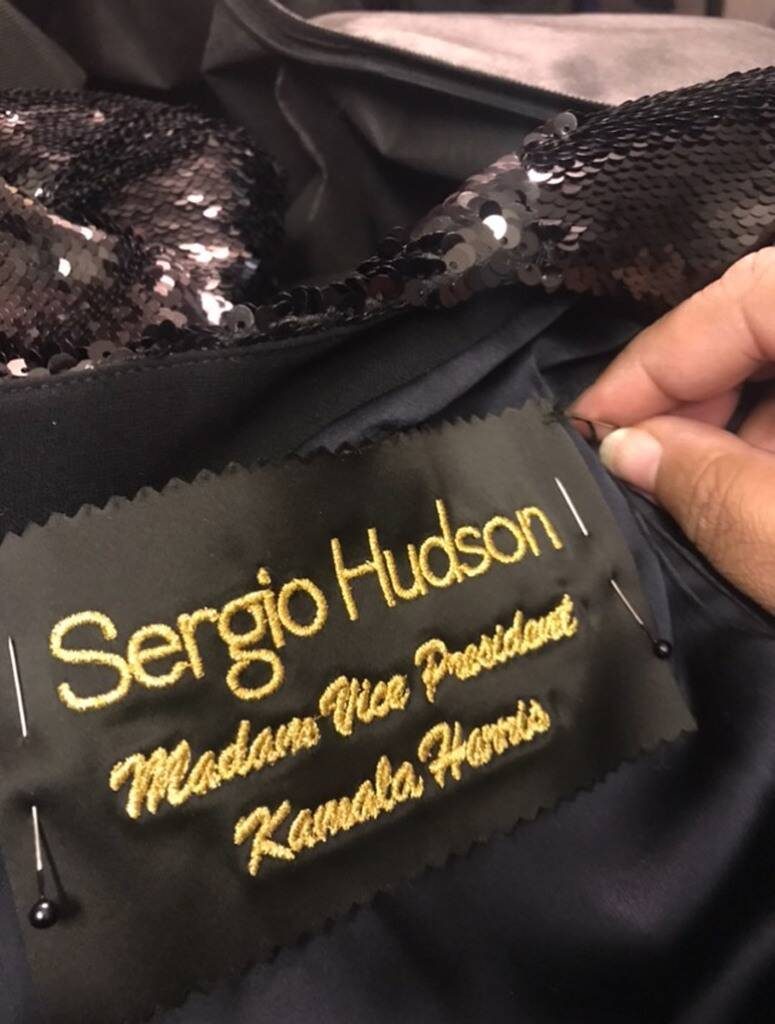 Sergio Hudson
Madam Vice President
Kamala Harris